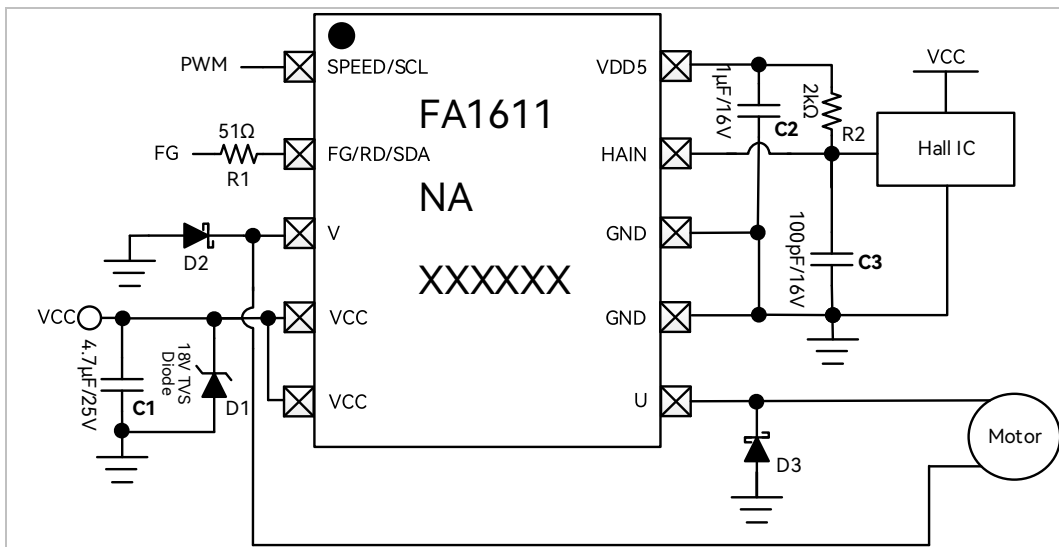 PWM
SPEED/SCL
51Ω
FG
R1
FG/RD/SDA
D2
V
VCC
VCC
4.7μF/25V
C1
18V TVS
Diode
D1
VCC
FA1611
NA
XXXXXX
VDD5
HAIN
GND
GND
U
1μF/16V
C2
2kΩ
R2
100pF/16V
C3
VCC
Hall IC
D3
Motor